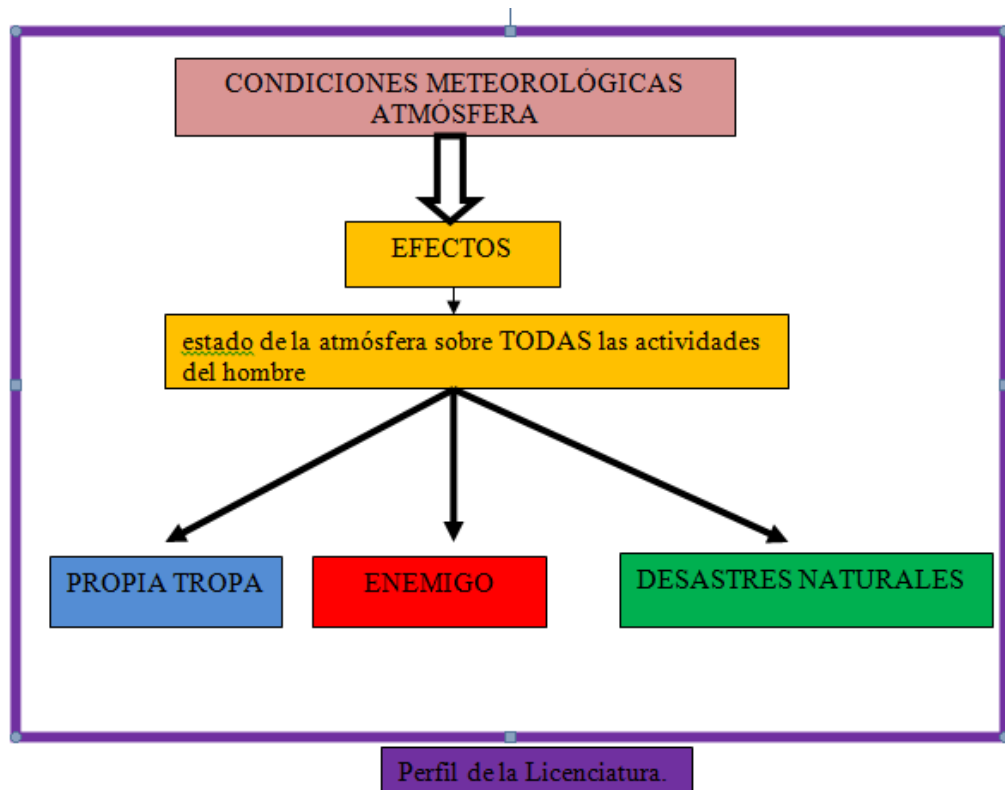 CONDICIONES METEOROLÓGICAS
ATMÓSFERA
EFECTOS
estado de la atmósfera sobre TODAS las actividades
del hombre
PROPIA TROPA
ENEMIGO
DESASTRES NATURALES
Perfil de la Licenciatura.